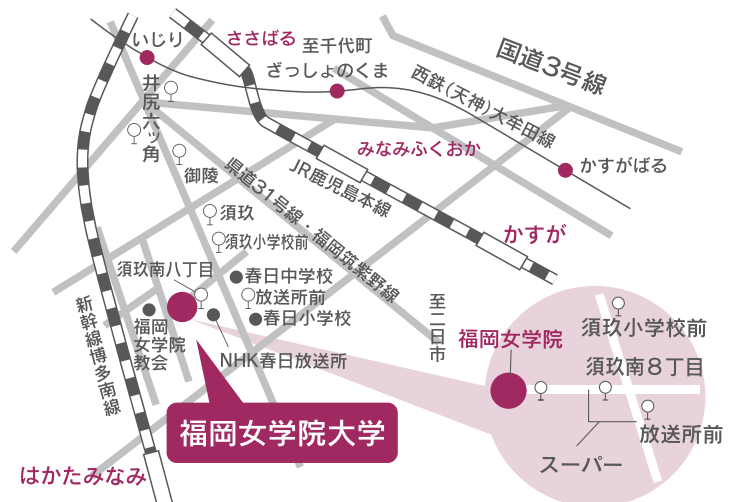 いじり
ささばる
至千代町
ざっしょのくま
国道3号線
西鉄(天神)大牟田線
井尻六ッ角
みなみふくおか
かすがばる
御陵
県道31号線・福岡筑紫野線
JR鹿児島本線
須玖
須玖小学校前
かすが
須玖南八丁目
春日中学校
放送所前
春日小学校
新幹線博多南線
福岡
女学院
教会
NHK春日放送所
至二日市
福岡女学院
須玖小学校前
須玖南8丁目
放送所前
スーパー
福岡女学院大学
はかたみなみ